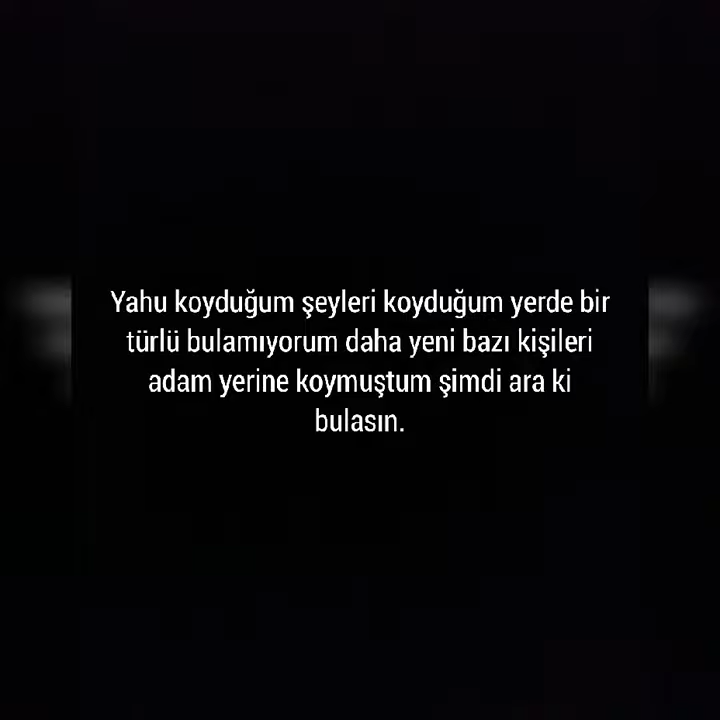 Yahu koyduğum şeyleri koyduğum yerde bir
türlü bulamıyorum daha yeni bazı kişileri
adam yerine koymuştum şimdi ara ki
bulasın.